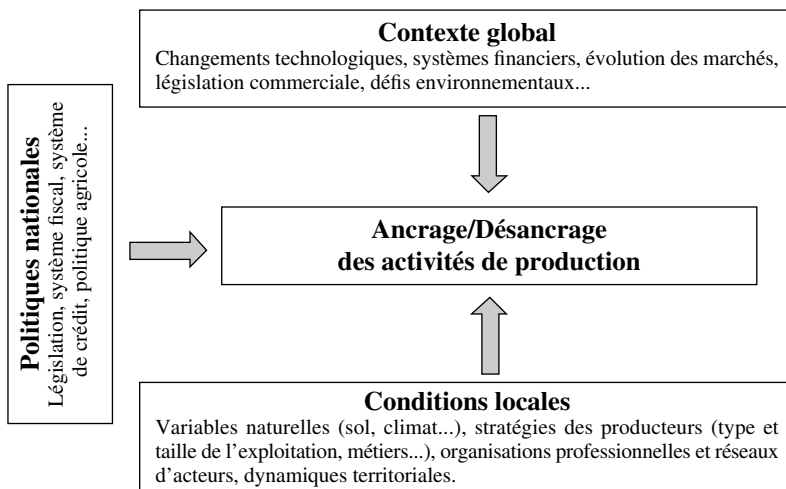 Contexte global
Changements technologiques, systèmes financiers, évolution des marchés,
législation commerciale, défis environnementaux...
Politiques nationales
Législation, système fiscal, système
de crédit, politique agricole...
Ancrage/Désancrage
des activités de production
Conditions locales
Variables naturelles (sol, climat...), stratégies des producteurs (type et
taille de l’exploitation, métiers...), organisations professionnelles et réseaux
d’acteurs, dynamiques territoriales.